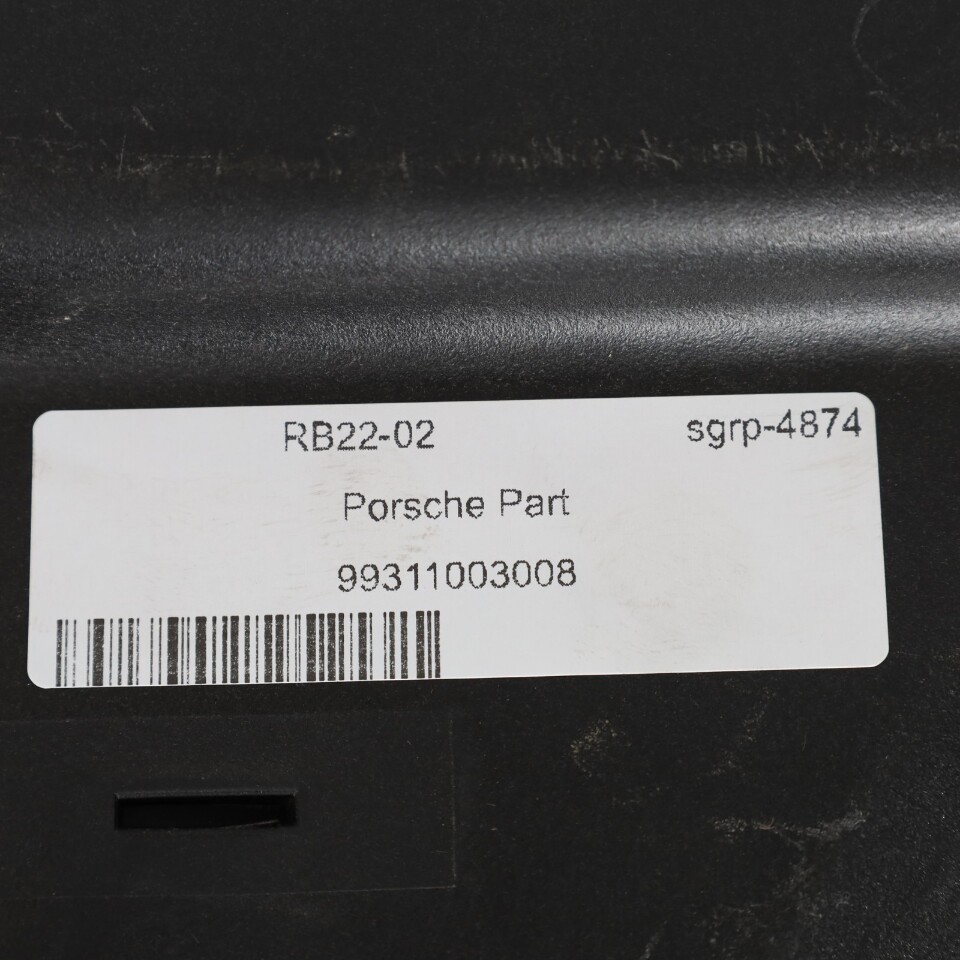 RB22-02 sgrp-4874
Porsche Part
99311003008